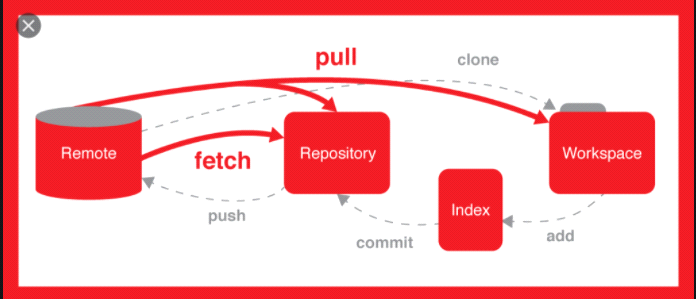 pull
clone
Remote
fetch
Repository
Workspace
Index
push
commit
add